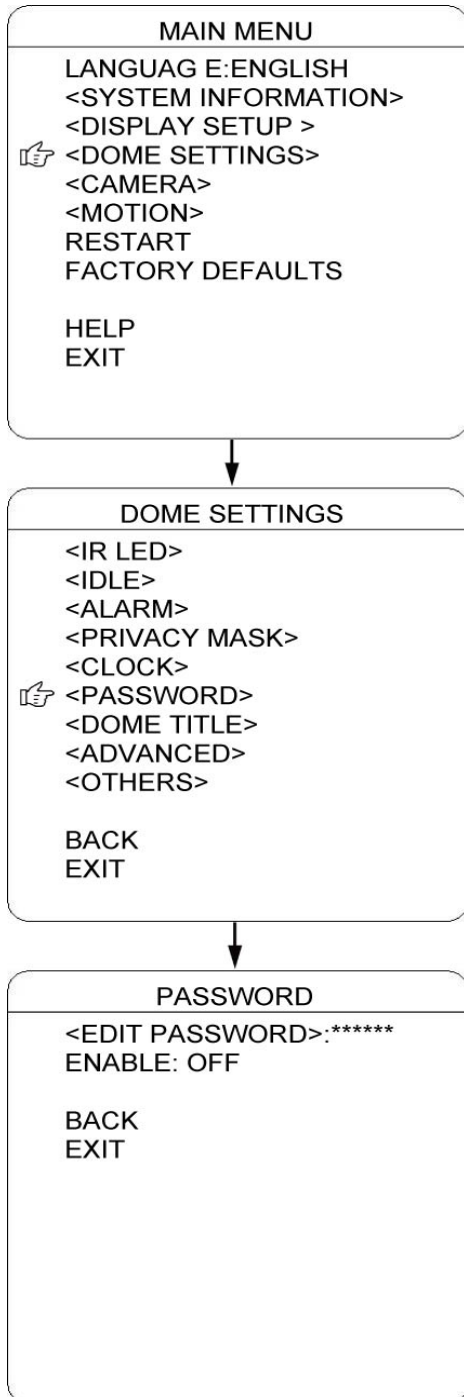 MAIN MENU
LANGUAG E:ENGLISH
<SYSTEM INFORMATION>
<DISPLAY SETUP >
<DOME SETTINGS>
<CAMERA>
<MOTION>
RESTART
FACTORY DEFAULTS
HELP
EXIT
DOME SETTINGS
<IR LED>
<IDLE>
<ALARM>
<PRIVACY MASK>
<CLOCK>
<PASSWORD>
<DOME TITLE>
<ADVANCED>
<OTHERS>
BACK
EXIT
PASSWORD
<EDIT PASSWORD>:******
ENABLE: OFF
BACK
EXIT